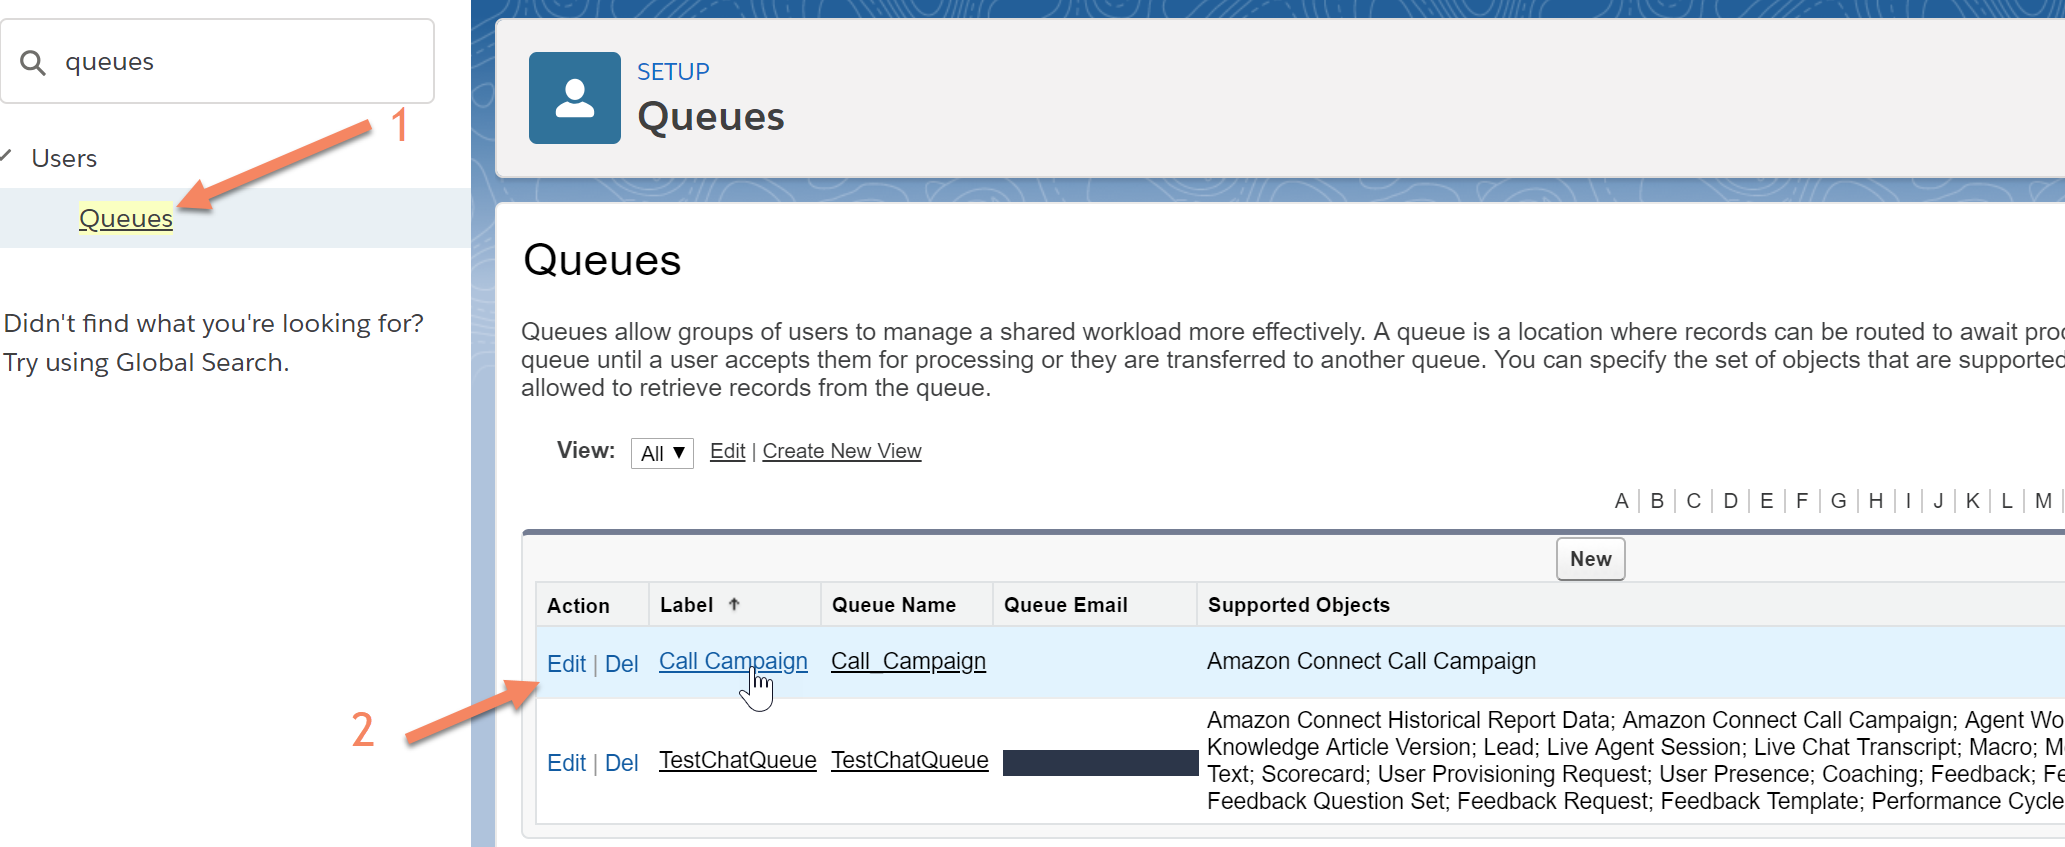 queues
1
Users
Queues
Didn't find what you're looking for?
Try using Global Search.
SETUP
Queues
Queues
Queues allow groups of users to manage a shared workload more effectively. A queue is a location where records can be routed to await
queue until a user accepts them for processing or they are transferred to another queue. You can specify the set of objects that are supported
allowed to retrieve records from the queue.
View: All ▼ Edit | Create New View
A | B | C | D | E | F | G | H | I | J | K | L | M
New
Action Label ↑ Queue Name Queue Email Supported Objects
Edit | Del Call Campaign Call_Campaign Amazon Connect Call Campaign
2
Edit | Del TestChatQueue TestChatQueue
Amazon Connect Historical Report Data; Amazon Connect Call Campaign; Agent
Knowledge Article Version; Lead; Live Agent Session; Live Chat Transcript; Macro;
Text; Scorecard; User Provisioning Request; User Presence; Coaching; Feedback;
Feedback Question Set; Feedback Request; Feedback Template; Performance Cycle